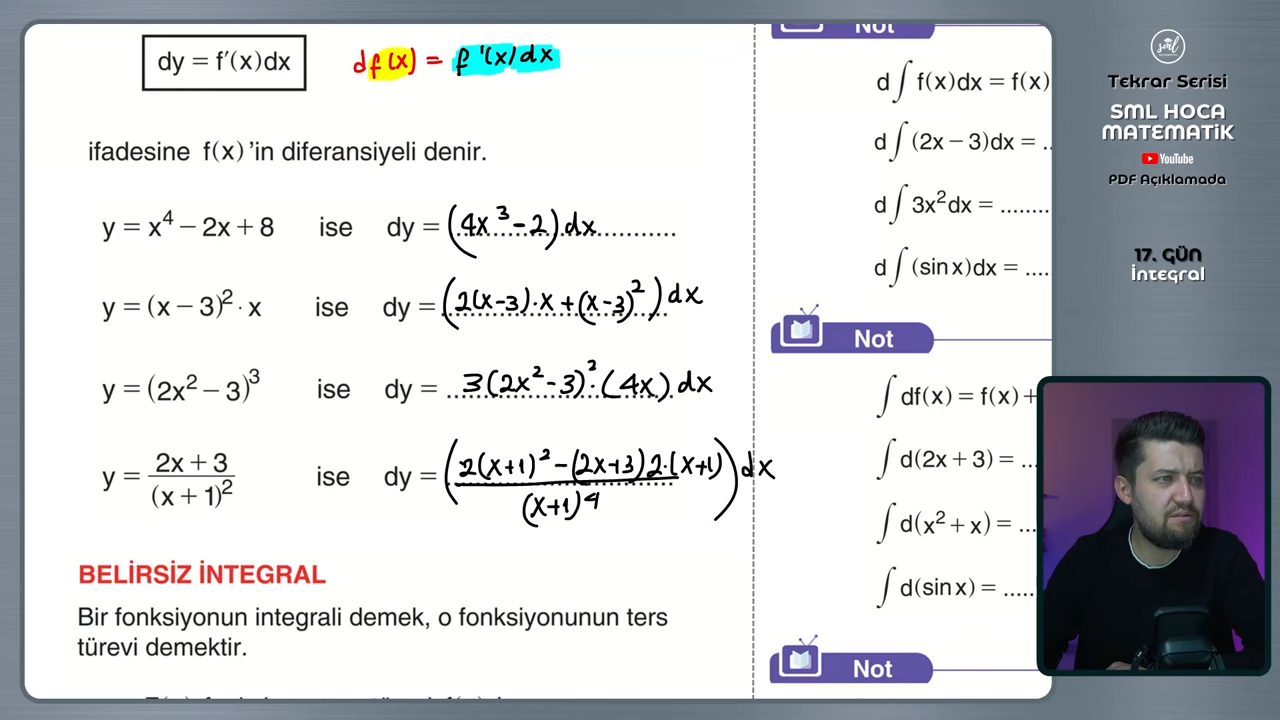 dy = f′(x)dx
df(x) = f'(x)dx
ifadesine f(x) 'in diferansiyeli denir.
y = x⁴ − 2x + 8 ise dy = (4x³ − 2) dx
y = (x − 3)² · x ise dy = (2(x-3)·x + (x-3)²) dx
y = (2x² − 3)³ ise dy = 3(2x² − 3)² · (4x) dx
y = (2x + 3)/(x + 1)² ise dy = ((2(x+1)² − (2x+3)2·(x+1))/(x+1)⁴) dx
BELİRSİZ İNTEGRAL
Bir fonksiyonun integrali demek, o fonksiyonunun ters
türevi demektir.
Not
d∫ f(x)dx = f(x)
d∫ (2x − 3)dx = ..
d∫ 3x²dx = ........
d∫ (sin x)dx = ....
Not
∫ df(x) = f(x) +
∫ d(2x + 3) = ...
∫ d(x² + x) = ...
∫ d(sin x) = .....
Not
sml
Tekrar Serisi
SML HOCA
MATEMATİK
YouTube
PDF Açıklamada
17. GÜN
İntegral